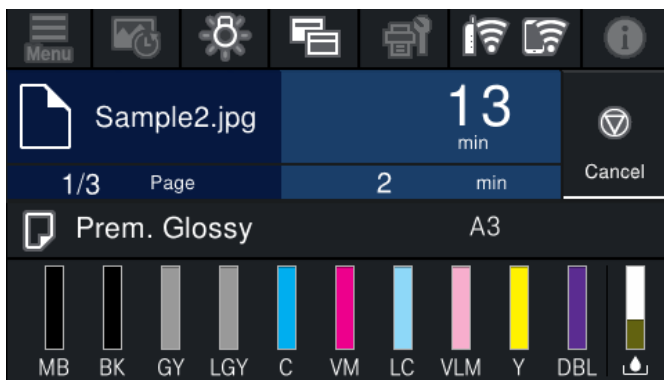 Menu
Sample2.jpg 13
min
Cancel
1/3 Page 2 min
Prem. Glossy A3
MB BK GY LGY C VM LC VLM Y DBL